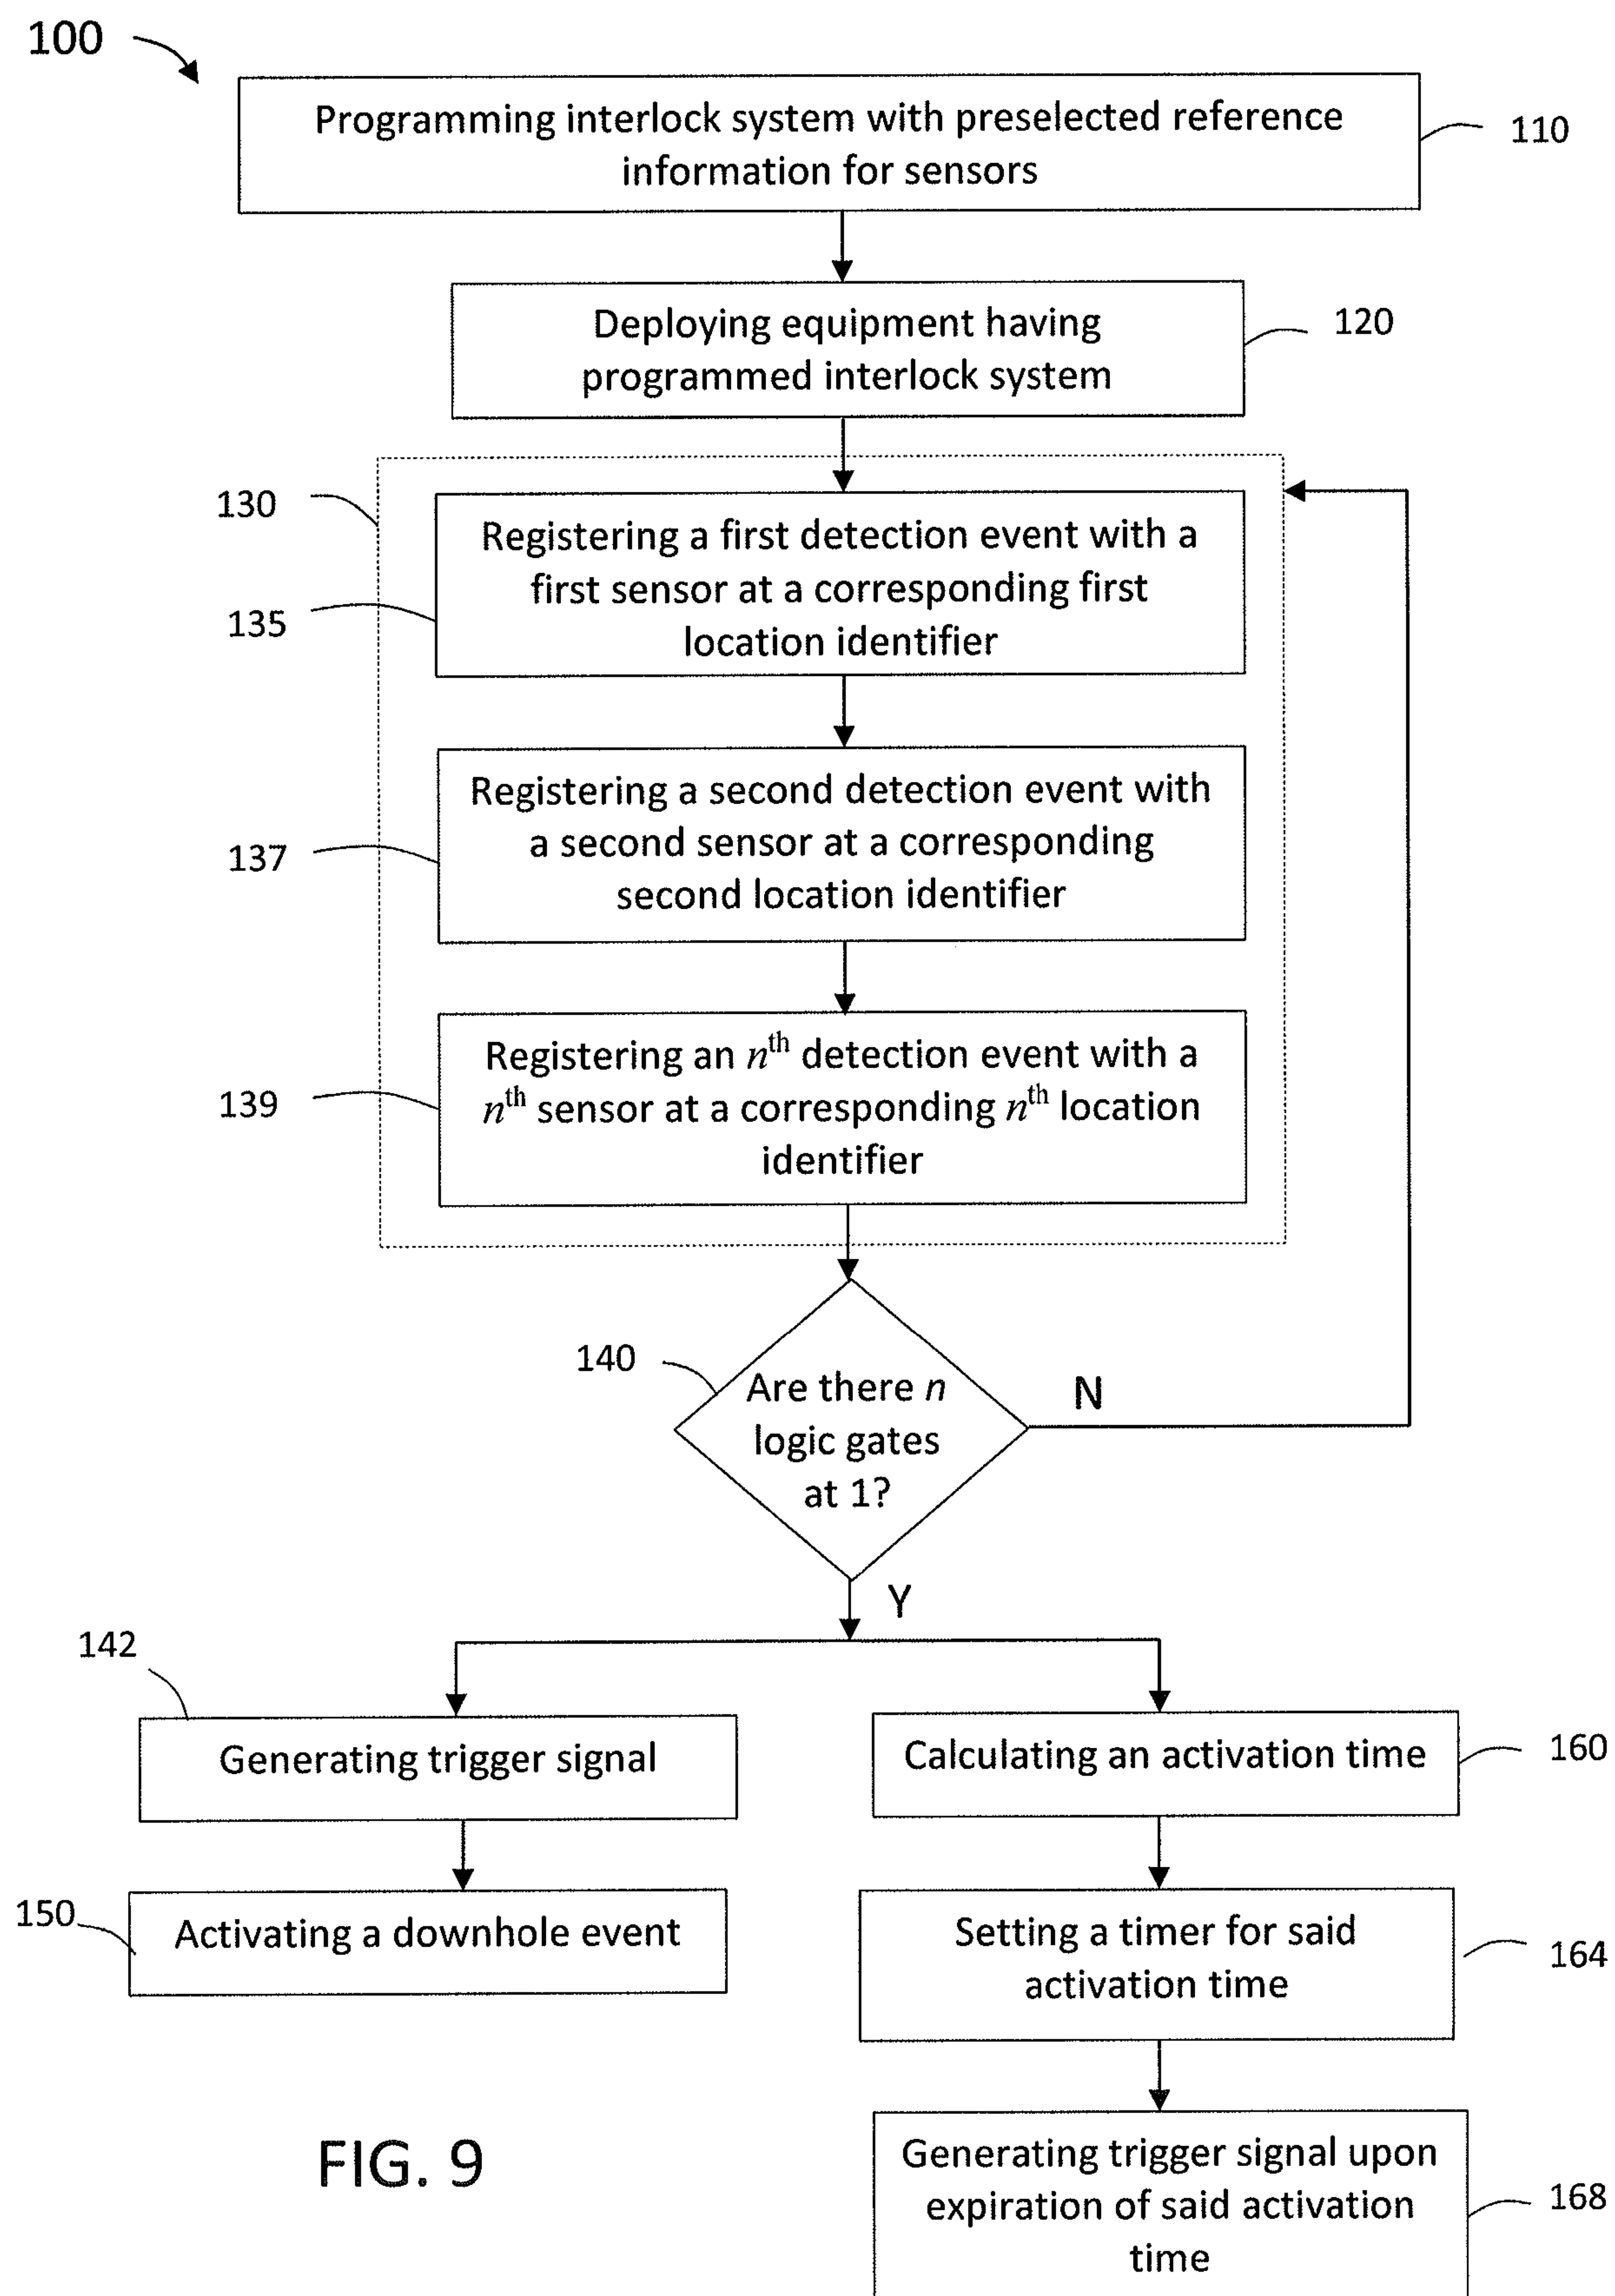 100
Programming interlock system with preselected reference
information for sensors
110
Deploying equipment having
programmed interlock system
120
130
Registering a first detection event with a
first sensor at a corresponding first
location identifier
135
Registering a second detection event with
a second sensor at a corresponding
second location identifier
137
Registering an nth detection event with a
nth sensor at a corresponding nth location
identifier
139
140
Are there n
logic gates
at 1?
N
Y
142
Generating trigger signal
150
Activating a downhole event
Calculating an activation time
160
Setting a timer for said
activation time
164
Generating trigger signal upon
expiration of said activation
time
168
FIG. 9